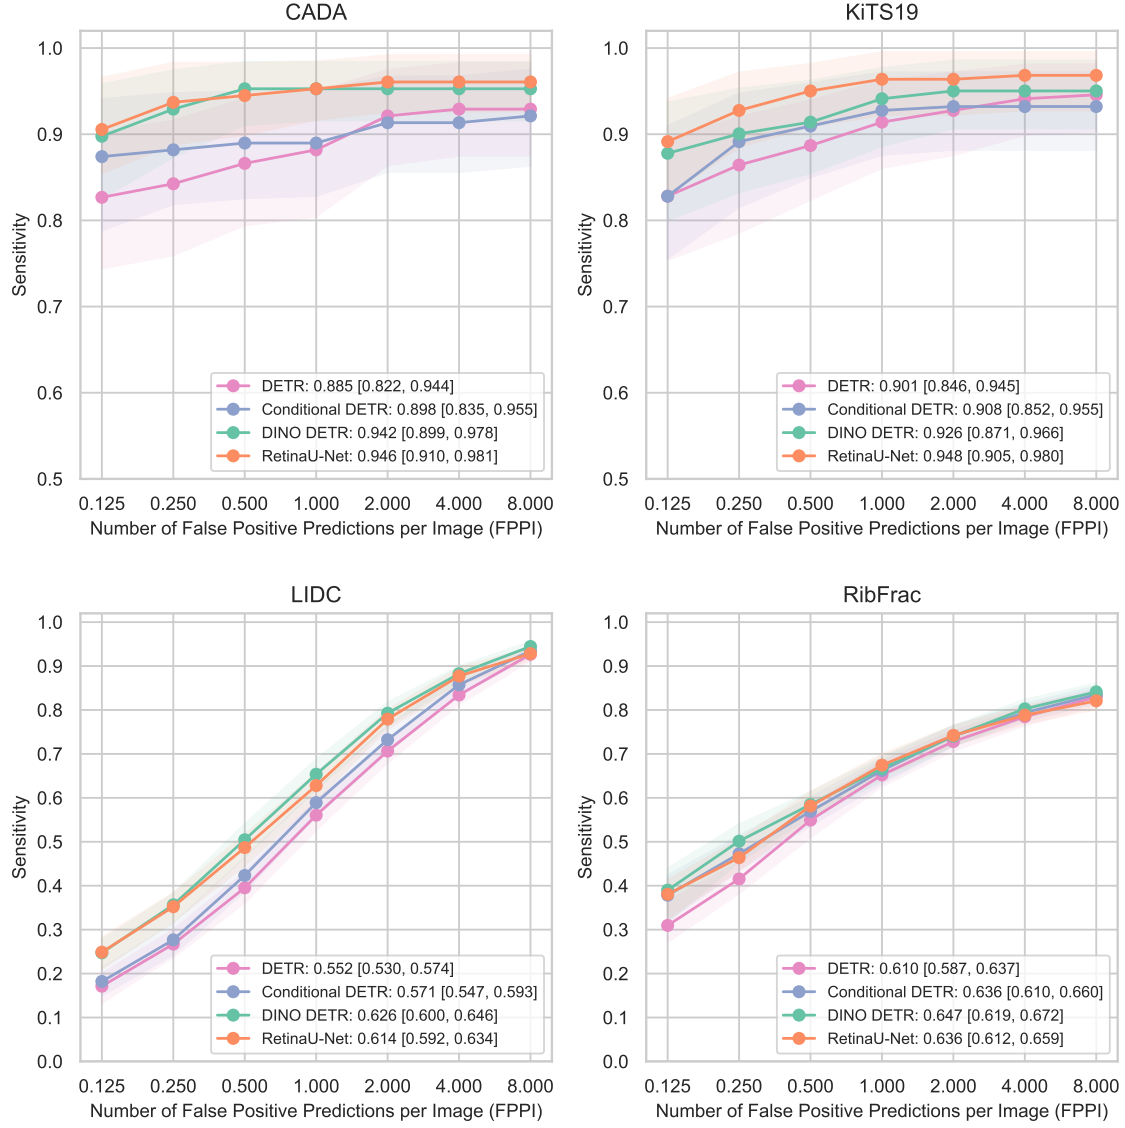 CADA
Sensitivity
1.0
0.9
0.8
0.7
0.6
0.5
DETR: 0.885 [0.822, 0.944]
Conditional DETR: 0.898 [0.835, 0.955]
DINO DETR: 0.942 [0.899, 0.978]
RetinaU-Net: 0.946 [0.910, 0.981]
0.125 0.250 0.500 1.000 2.000 4.000 8.000
Number of False Positive Predictions per Image (FPPI)
KiTS19
Sensitivity
1.0
0.9
0.8
0.7
0.6
0.5
DETR: 0.901 [0.846, 0.945]
Conditional DETR: 0.908 [0.852, 0.955]
DINO DETR: 0.926 [0.871, 0.966]
RetinaU-Net: 0.948 [0.905, 0.980]
0.125 0.250 0.500 1.000 2.000 4.000 8.000
Number of False Positive Predictions per Image (FPPI)
LIDC
Sensitivity
1.0
0.9
0.8
0.7
0.6
0.5
0.4
0.3
0.2
0.1
0.0
DETR: 0.552 [0.530, 0.574]
Conditional DETR: 0.571 [0.547, 0.593]
DINO DETR: 0.626 [0.600, 0.646]
RetinaU-Net: 0.614 [0.592, 0.634]
0.125 0.250 0.500 1.000 2.000 4.000 8.000
Number of False Positive Predictions per Image (FPPI)
RibFrac
Sensitivity
1.0
0.9
0.8
0.7
0.6
0.5
0.4
0.3
0.2
0.1
0.0
DETR: 0.610 [0.587, 0.637]
Conditional DETR: 0.636 [0.610, 0.660]
DINO DETR: 0.647 [0.619, 0.672]
RetinaU-Net: 0.636 [0.612, 0.659]
0.125 0.250 0.500 1.000 2.000 4.000 8.000
Number of False Positive Predictions per Image (FPPI)